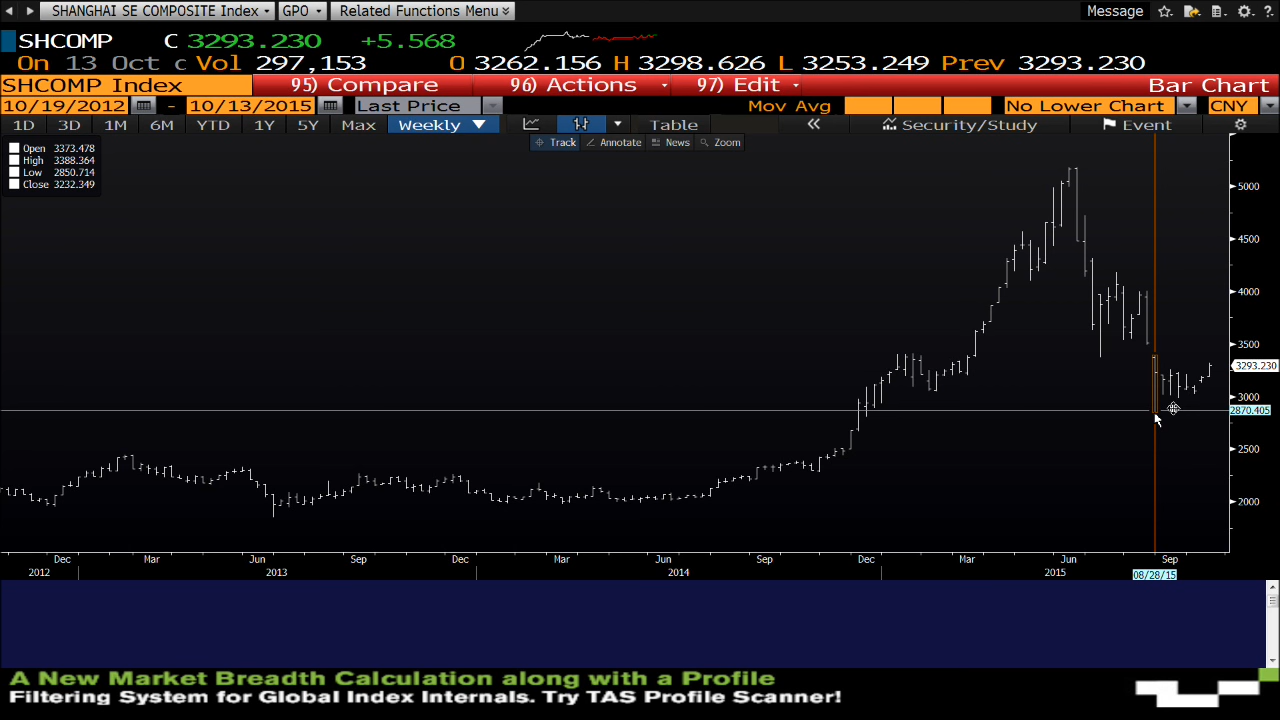 SHANGHAI SE COMPOSITE Index GPO Related Functions Menu Message
SHCOMP C 3293.230 +5.568
On 13 Oct c Vol 297,153 O 3262.156 H 3298.626 L 3253.249 Prev 3293.230
SHCOMP Index 95) Compare 96) Actions 97) Edit Bar Chart
10/19/2012 - 10/13/2015 Last Price Mov Avg No Lower Chart CNY
1D 3D 1M 6M YTD 1Y 5Y Max Weekly Table Security/Study Event
Track Annotate News Zoom
Open 3373.478
High 3388.364
Low 2850.714
Close 3232.349
5000
4500
4000
3500
3293.230
3000
2870.405
2500
2000
Dec Mar Jun Sep Dec Mar Jun Sep Dec Mar Jun Sep
2012 2013 2014 2015 08/28/15
A New Market Breadth Calculation along with a Profile
Filtering System for Global Index Internals. Try TAS Profile Scanner!